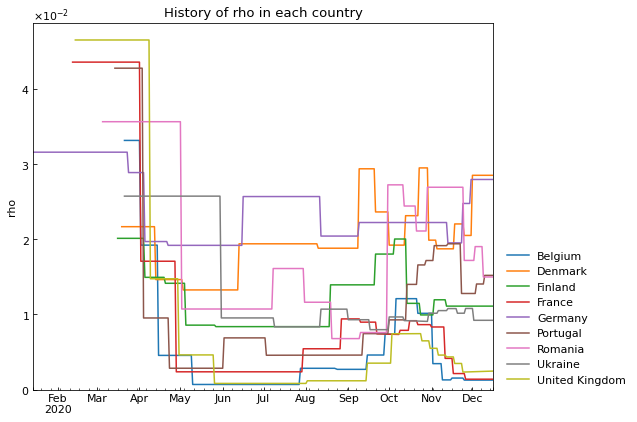 History of rho in each country
×10⁻²
4
3
2
1
0
rho
Feb Mar Apr May Jun Jul Aug Sep Oct Nov Dec
2020
Belgium
Denmark
Finland
France
Germany
Portugal
Romania
Ukraine
United Kingdom